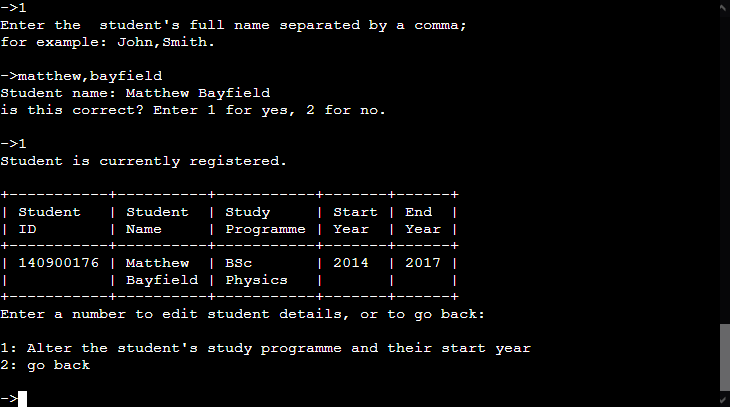 ->1
Enter the  student's full name separated by a comma;
for example: John,Smith.
->matthew,bayfield
Student name: Matthew Bayfield
is this correct? Enter 1 for yes, 2 for no.
->1
Student is currently registered.
+-----------+----------+-----------+-------+------+
| Student   | Student  | Study     | Start | End  |
| ID        | Name     | Programme | Year  | Year |
+-----------+----------+-----------+-------+------+
| 140900176 | Matthew  | BSc       | 2014  | 2017 |
|           | Bayfield | Physics   |       |      |
+-----------+----------+-----------+-------+------+
Enter a number to edit student details, or to go back:
1: Alter the student's study programme and their start year
2: go back
->